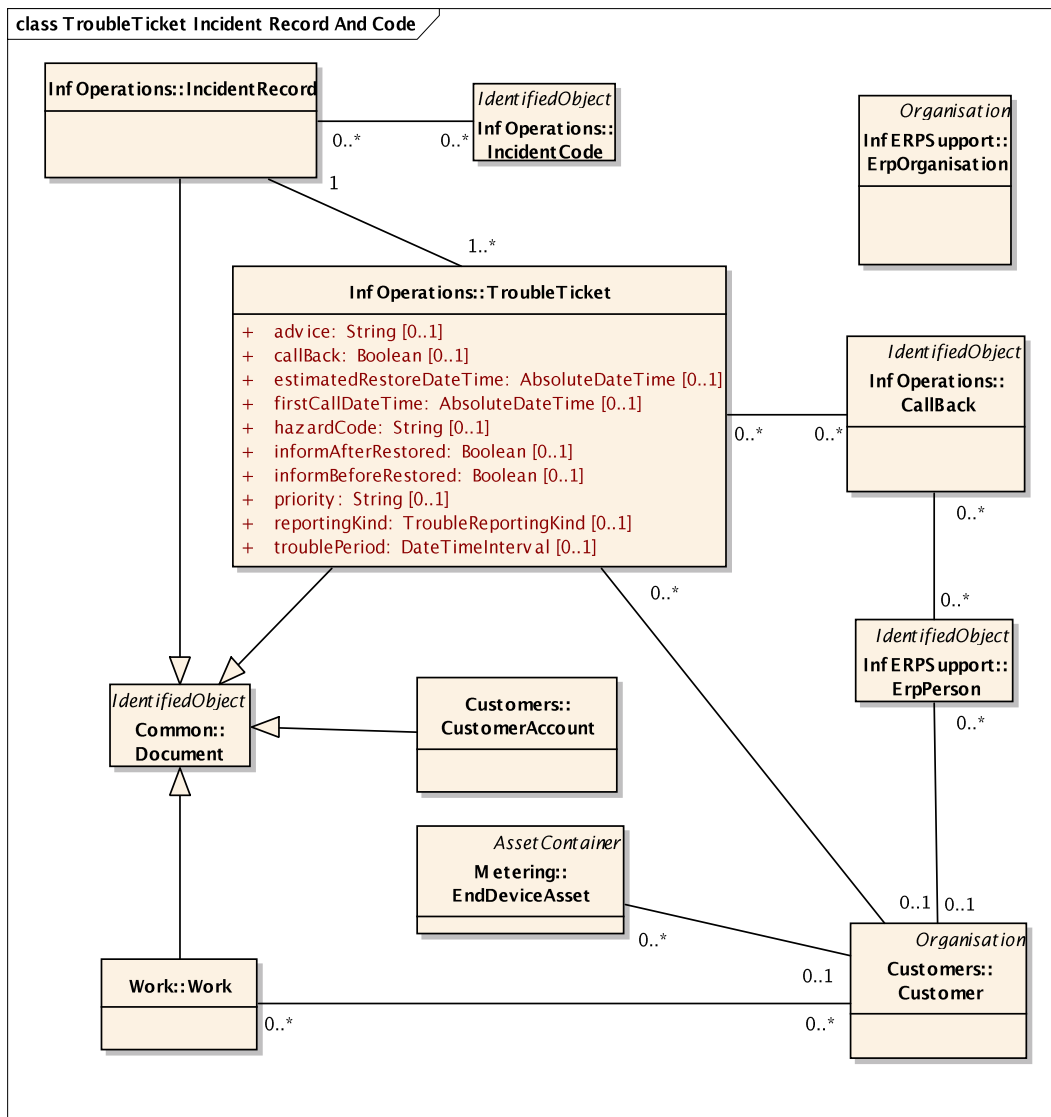 class TroubleTicket Incident Record And Code
InfOperations::IncidentRecord
IdentifiedObject
InfOperations::
IncidentCode
0..*
0..*
Organisation
InfERPSupport::
ErpOrganisation
1
1..*
InfOperations::TroubleTicket
+ advice: String [0..1]
+ callBack: Boolean [0..1]
+ estimatedRestoreDateTime: AbsoluteDateTime [0..1]
+ firstCallDateTime: AbsoluteDateTime [0..1]
+ hazardCode: String [0..1]
+ informAfterRestored: Boolean [0..1]
+ informBeforeRestored: Boolean [0..1]
+ priority: String [0..1]
+ reportingKind: TroubleReportingKind [0..1]
+ troublePeriod: DateTimeInterval [0..1]
IdentifiedObject
InfOperations::
CallBack
0..*
0..*
0..*
0..*
0..*
IdentifiedObject
InfERPSupport::
ErpPerson
0..*
IdentifiedObject
Common::
Document
Customers::
CustomerAccount
AssetContainer
Metering::
EndDeviceAsset
0..*
0..1
0..1
0..1
Organisation
Customers::
Customer
Work::Work
0..*
0..*